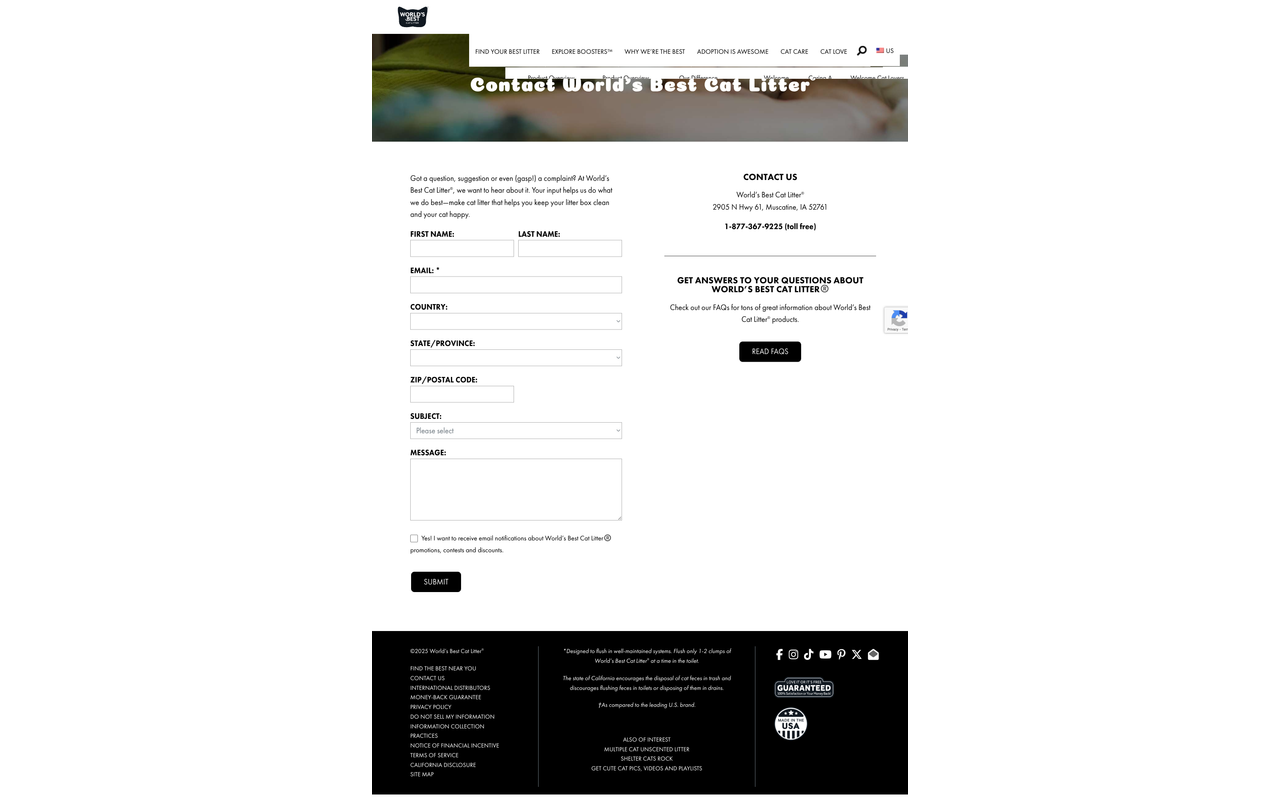 WORLD'S
BEST
FIND YOUR BEST LITTER
EXPLORE BOOSTERS™
WHY WE'RE THE BEST
ADOPTION IS AWESOME
CAT CARE
CAT LOVE
US
Product Overview
Product Overview
Our Difference
Welcome
Caring A
Welcome Cat Lovers
Contact World's Best Cat Litter
Got a question, suggestion or even (gasp!) a complaint? At World's
Best Cat Litter®, we want to hear about it. Your input helps us do what
we do best—make cat litter that helps you keep your litter box clean
and your cat happy.
FIRST NAME:
LAST NAME:
EMAIL: *
COUNTRY:
STATE/PROVINCE:
ZIP/POSTAL CODE:
SUBJECT:
Please select
MESSAGE:
Yes! I want to receive email notifications about World's Best Cat Litter®
promotions, contests and discounts.
SUBMIT
CONTACT US
World's Best Cat Litter®
2905 N Hwy 61, Muscatine, IA 52761
1-877-367-9225 (toll free)
GET ANSWERS TO YOUR QUESTIONS ABOUT
WORLD'S BEST CAT LITTER®
Check out our FAQs for tons of great information about World's Best
Cat Litter® products.
READ FAQS
Privacy - Ter
©2025 World's Best Cat Litter®
FIND THE BEST NEAR YOU
CONTACT US
INTERNATIONAL DISTRIBUTORS
MONEY-BACK GUARANTEE
PRIVACY POLICY
DO NOT SELL MY INFORMATION
INFORMATION COLLECTION
PRACTICES
NOTICE OF FINANCIAL INCENTIVE
TERMS OF SERVICE
CALIFORNIA DISCLOSURE
SITE MAP
*Designed to flush in well-maintained systems. Flush only 1-2 clumps of
World's Best Cat Litter® at a time in the toilet.
The state of California encourages the disposal of cat feces in trash and
discourages flushing feces in toilets or disposing of them in drains.
†As compared to the leading U.S. brand.
ALSO OF INTEREST
MULTIPLE CAT UNSCENTED LITTER
SHELTER CATS ROCK
GET CUTE CAT PICS, VIDEOS AND PLAYLISTS
LOVE IT OR IT'S FREE
GUARANTEED
100% Satisfaction or Your Money Back!
MADE IN THE
USA